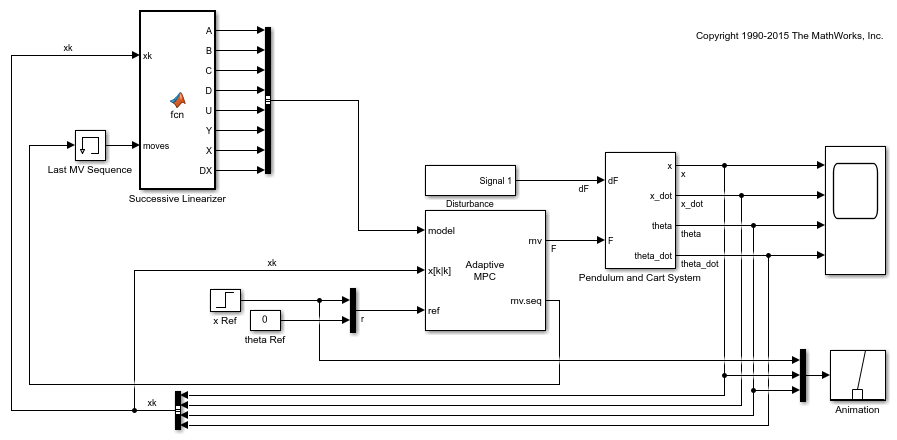 Copyright 1990-2015 The MathWorks, Inc.
xk
xk
moves
fcn
A
B
C
D
U
Y
X
DX
Last MV Sequence
Successive Linearizer
Signal 1
Disturbance
dF
dF
F
x
x_dot
theta
theta_dot
x
x_dot
theta
theta_dot
Pendulum and Cart System
model
x[k|k]
ref
Adaptive
MPC
mv
mv.seq
F
xk
x Ref
0
theta Ref
r
xk
Animation